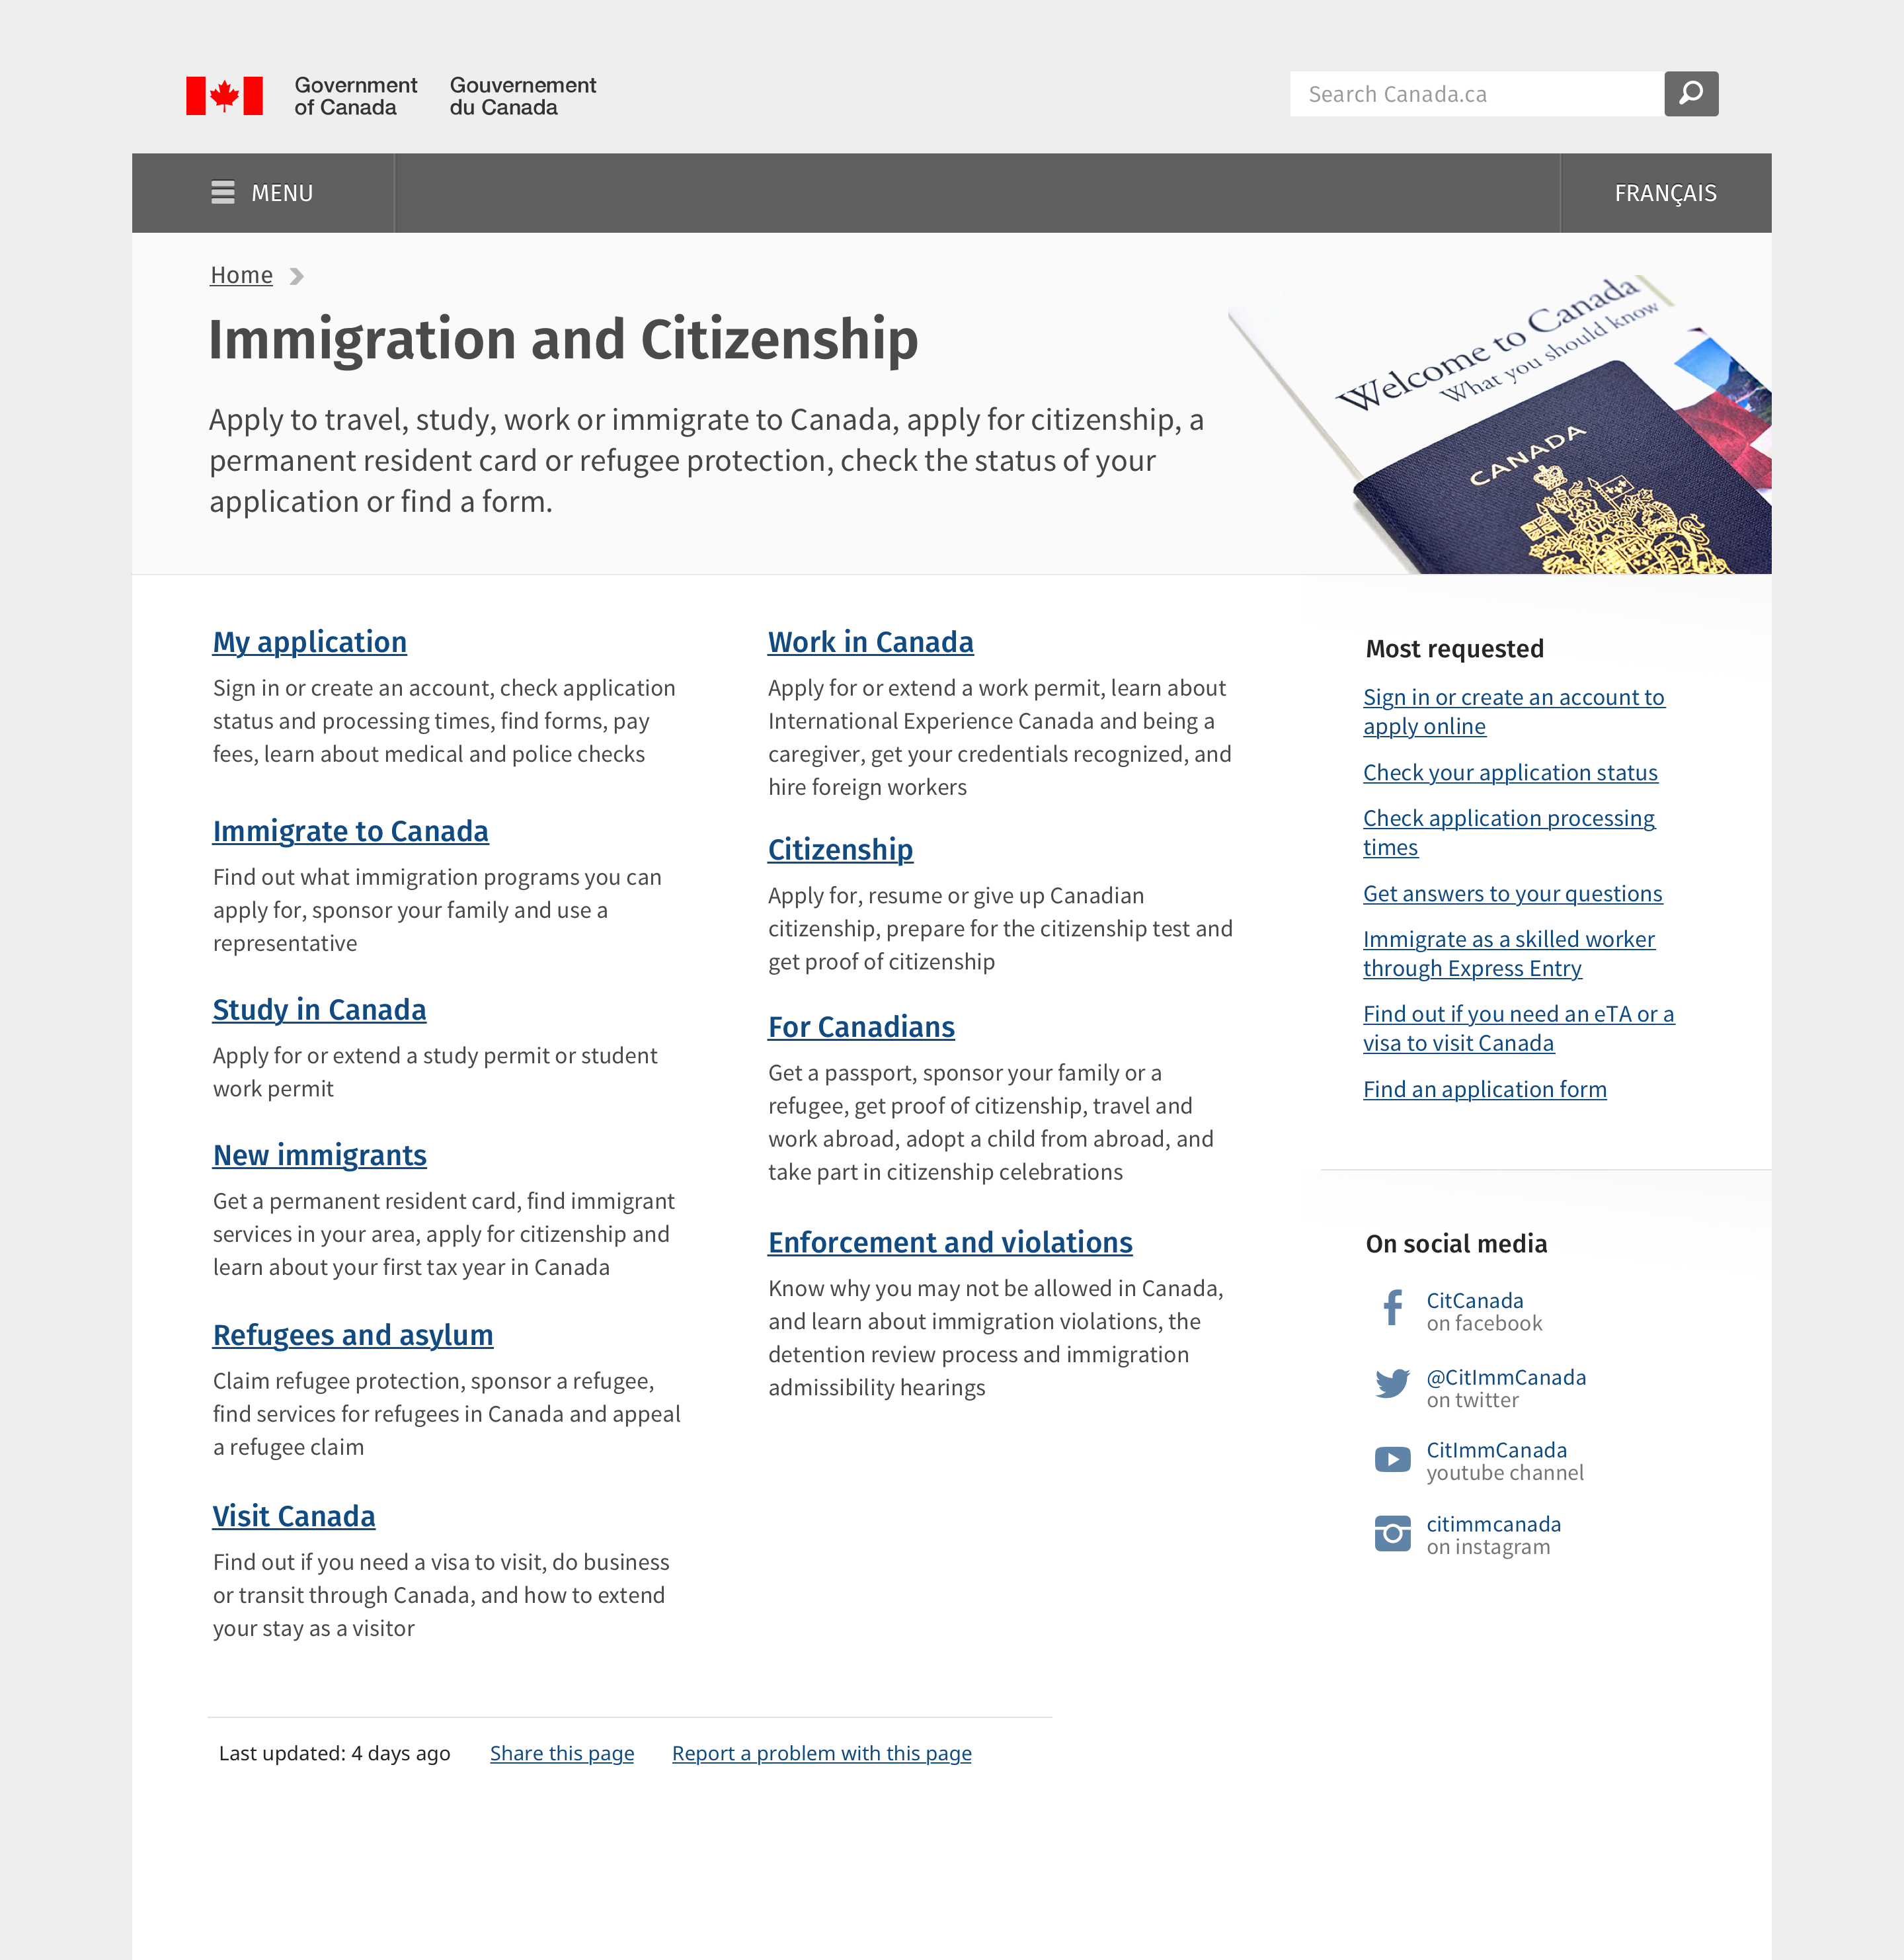 Government
of Canada
Gouvernement
du Canada
Search Canada.ca
MENU
FRANÇAIS
Home
Immigration and Citizenship
Apply to travel, study, work or immigrate to Canada, apply for citizenship, a
permanent resident card or refugee protection, check the status of your
application or find a form.
Welcome to Canada
What you should know
CANADA
My application
Sign in or create an account, check application
status and processing times, find forms, pay
fees, learn about medical and police checks
Immigrate to Canada
Find out what immigration programs you can
apply for, sponsor your family and use a
representative
Study in Canada
Apply for or extend a study permit or student
work permit
New immigrants
Get a permanent resident card, find immigrant
services in your area, apply for citizenship and
learn about your first tax year in Canada
Refugees and asylum
Claim refugee protection, sponsor a refugee,
find services for refugees in Canada and appeal
a refugee claim
Visit Canada
Find out if you need a visa to visit, do business
or transit through Canada, and how to extend
your stay as a visitor
Work in Canada
Apply for or extend a work permit, learn about
International Experience Canada and being a
caregiver, get your credentials recognized, and
hire foreign workers
Citizenship
Apply for, resume or give up Canadian
citizenship, prepare for the citizenship test and
get proof of citizenship
For Canadians
Get a passport, sponsor your family or a
refugee, get proof of citizenship, travel and
work abroad, adopt a child from abroad, and
take part in citizenship celebrations
Enforcement and violations
Know why you may not be allowed in Canada,
and learn about immigration violations, the
detention review process and immigration
admissibility hearings
Most requested
Sign in or create an account to
apply online
Check your application status
Check application processing
times
Get answers to your questions
Immigrate as a skilled worker
through Express Entry
Find out if you need an eTA or a
visa to visit Canada
Find an application form
On social media
CitCanada
on facebook
@CitImmCanada
on twitter
CitImmCanada
youtube channel
citimmcanada
on instagram
Last updated: 4 days ago
Share this page
Report a problem with this page